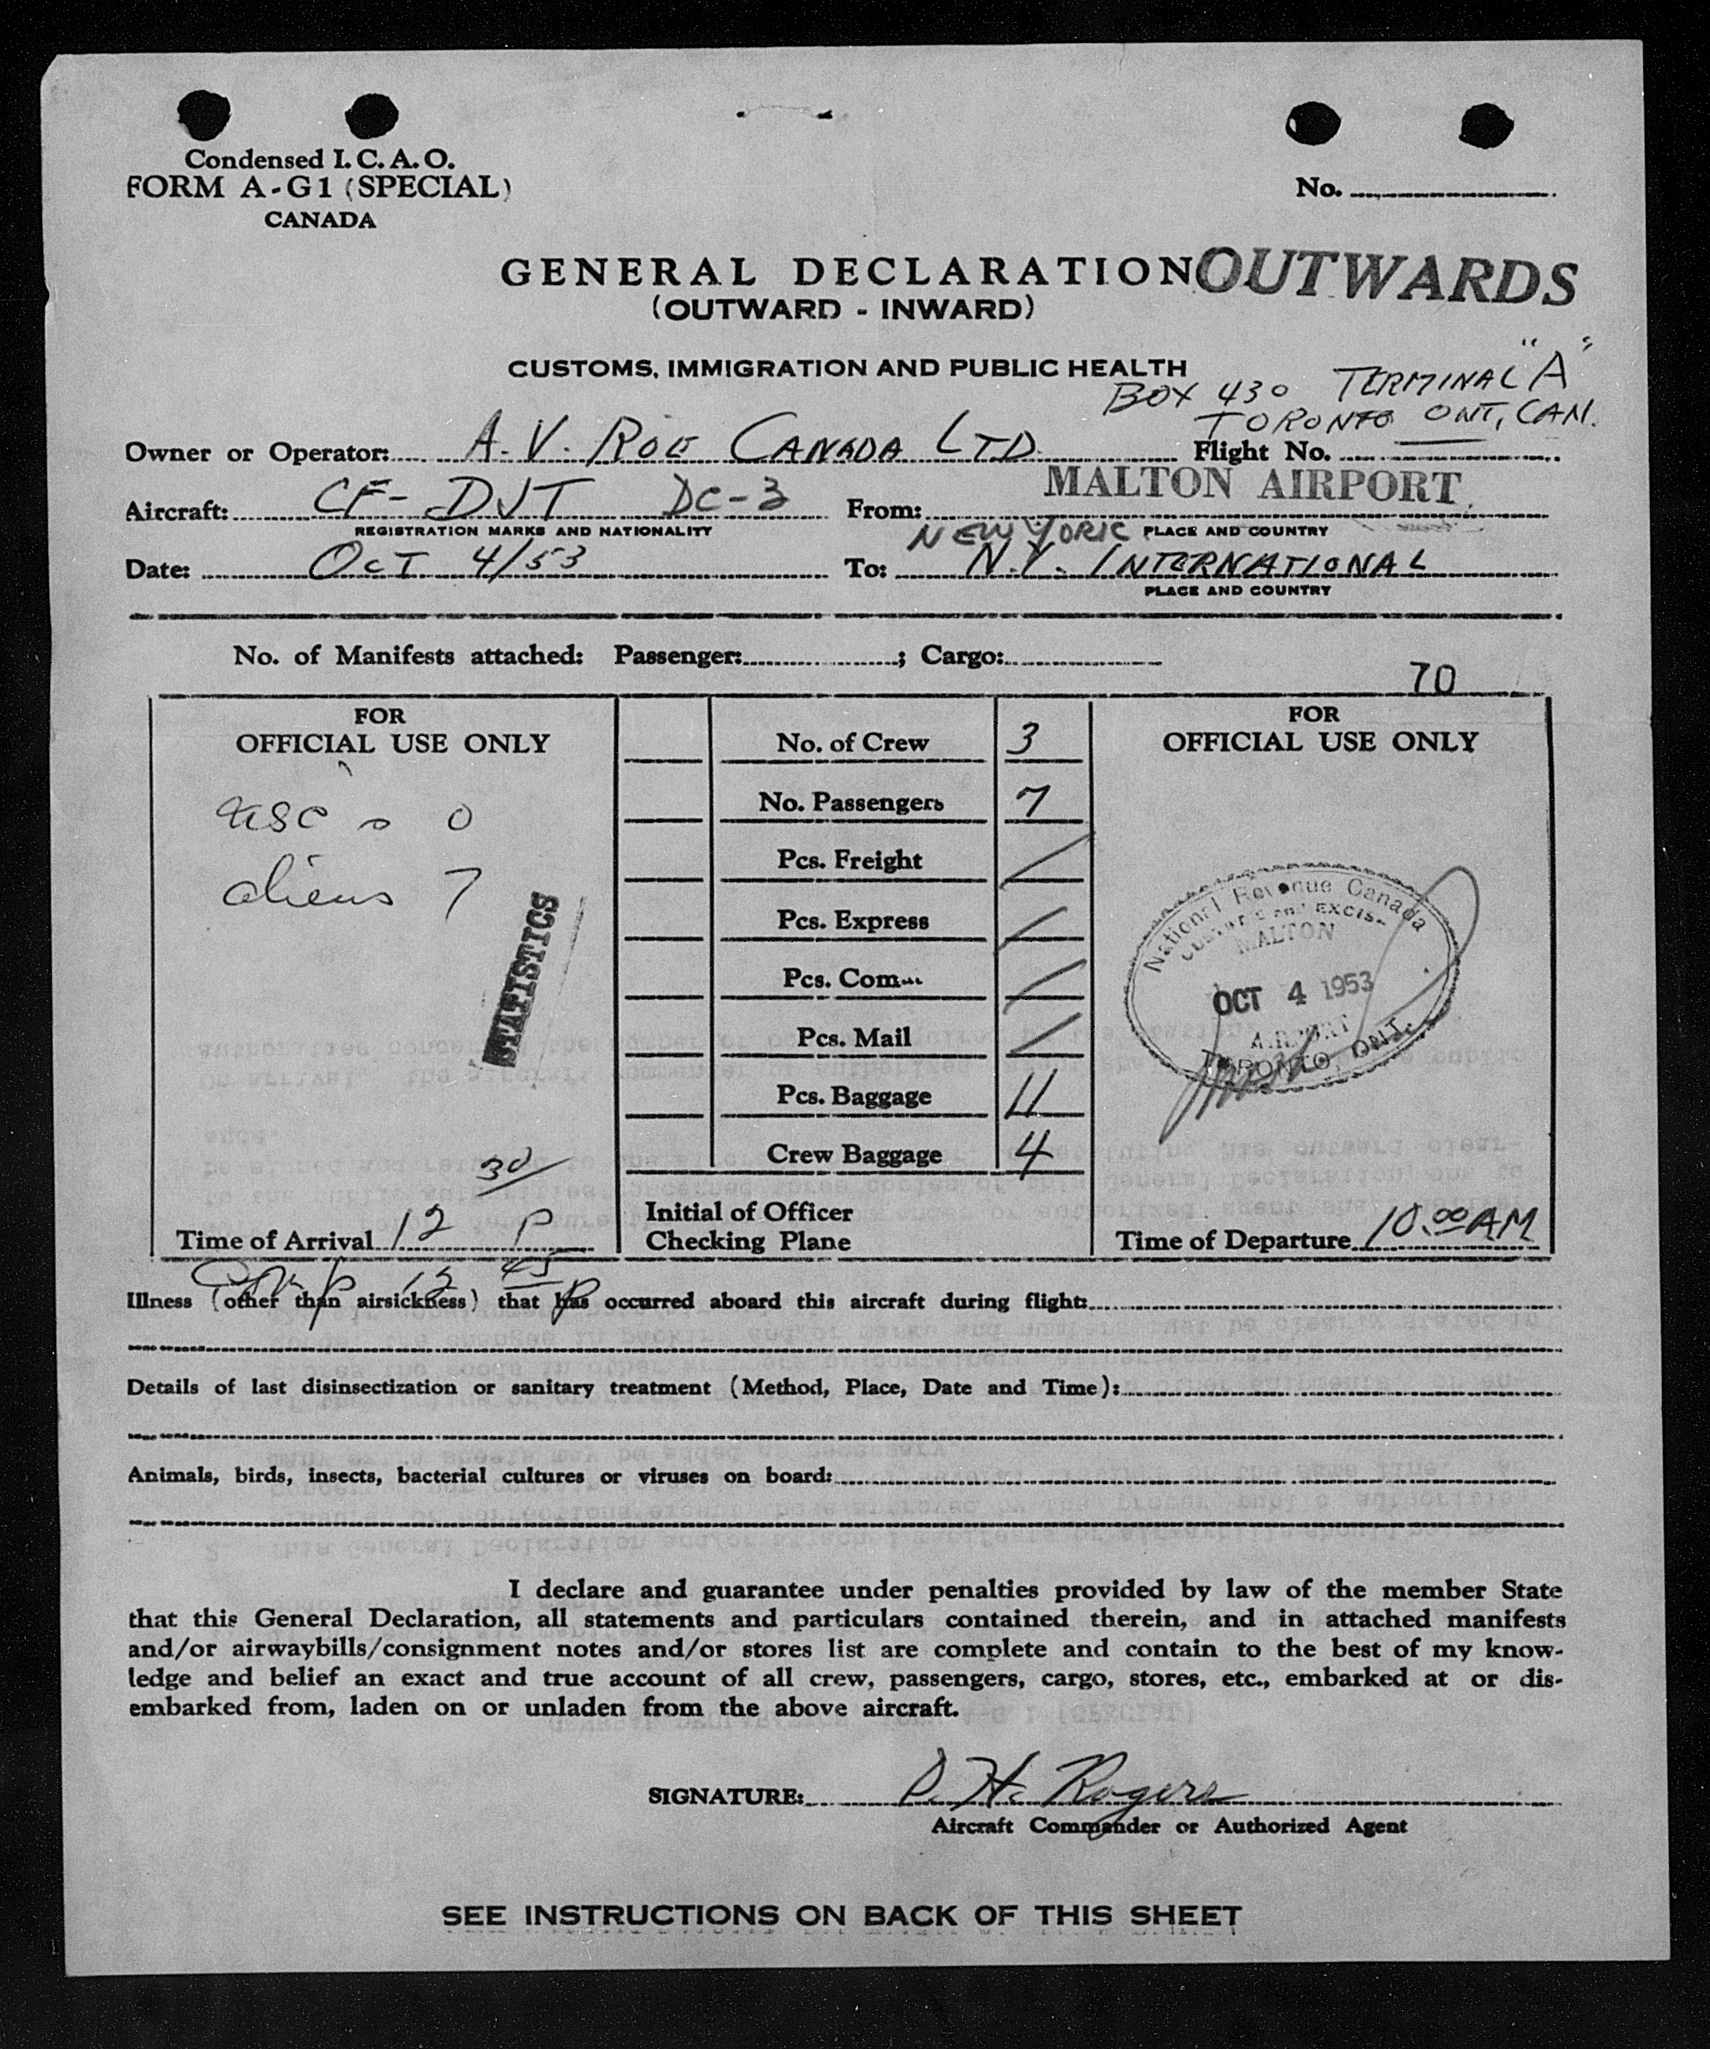 Condensed I.C.A.O.
FORM A-G1 (SPECIAL)
CANADA
No.
GENERAL DECLARATION OUTWARDS
(OUTWARD - INWARD)
CUSTOMS, IMMIGRATION AND PUBLIC HEALTH
BOX 430 TERMINAL "A"
TORONTO ONT, CAN.
Owner or Operator: A. V. ROE CANADA LTD. Flight No.
Aircraft: CF-DJT DC-3 From: MALTON AIRPORT
REGISTRATION MARKS AND NATIONALITY NEW YORK PLACE AND COUNTRY
Date: OCT 4/53 To: N.Y. INTERNATIONAL
PLACE AND COUNTRY
No. of Manifests attached: Passenger: ; Cargo:
70
FOR
OFFICIAL USE ONLY
USC's 0
aliens 7
STATISTICS
Time of Arrival 12 30 P
No. of Crew 3
No. Passengers 7
Pcs. Freight
Pcs. Express
Pcs. Com
Pcs. Mail
Pcs. Baggage 11
Crew Baggage 4
Initial of Officer
Checking Plane
FOR
OFFICIAL USE ONLY
National Revenue Canada
Customs and Excise
MALTON
OCT 4 1953
AIRPORT
TORONTO, ONT.
Time of Departure 10.00 AM
12 45 p
Illness (other than airsickness) that has occurred aboard this aircraft during flight:
Details of last disinsectization or sanitary treatment (Method, Place, Date and Time):
Animals, birds, insects, bacterial cultures or viruses on board:
I declare and guarantee under penalties provided by law of the member State
that this General Declaration, all statements and particulars contained therein, and in attached manifests
and/or airwaybills/consignment notes and/or stores list are complete and contain to the best of my know-
ledge and belief an exact and true account of all crew, passengers, cargo, stores, etc., embarked at or dis-
embarked from, laden on or unladen from the above aircraft.
SIGNATURE: D. H. Rogers
Aircraft Commander or Authorized Agent
SEE INSTRUCTIONS ON BACK OF THIS SHEET